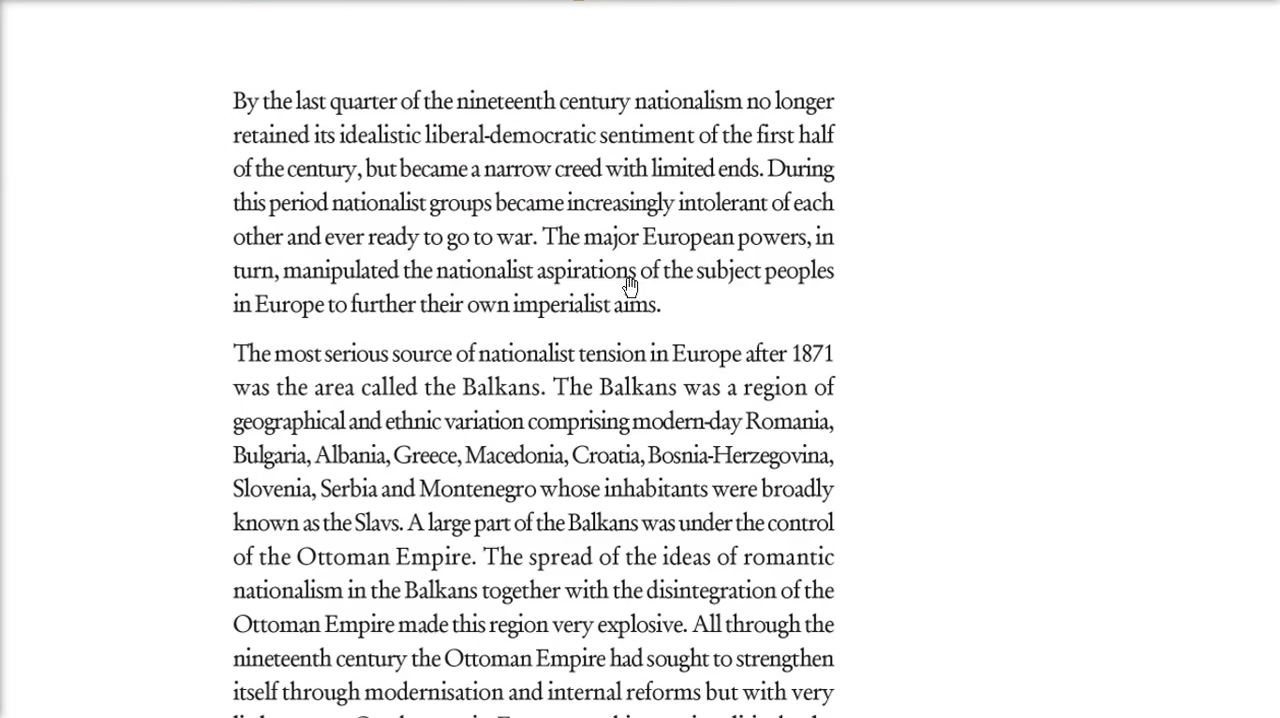 By the last quarter of the nineteenth century nationalism no longer
retained its idealistic liberal-democratic sentiment of the first half
of the century, but became a narrow creed with limited ends. During
this period nationalist groups became increasingly intolerant of each
other and ever ready to go to war. The major European powers, in
turn, manipulated the nationalist aspirations of the subject peoples
in Europe to further their own imperialist aims.
The most serious source of nationalist tension in Europe after 1871
was the area called the Balkans. The Balkans was a region of
geographical and ethnic variation comprising modern-day Romania,
Bulgaria, Albania, Greece, Macedonia, Croatia, Bosnia-Herzegovina,
Slovenia, Serbia and Montenegro whose inhabitants were broadly
known as the Slavs. A large part of the Balkans was under the control
of the Ottoman Empire. The spread of the ideas of romantic
nationalism in the Balkans together with the disintegration of the
Ottoman Empire made this region very explosive. All through the
nineteenth century the Ottoman Empire had sought to strengthen
itself through modernisation and internal reforms but with very